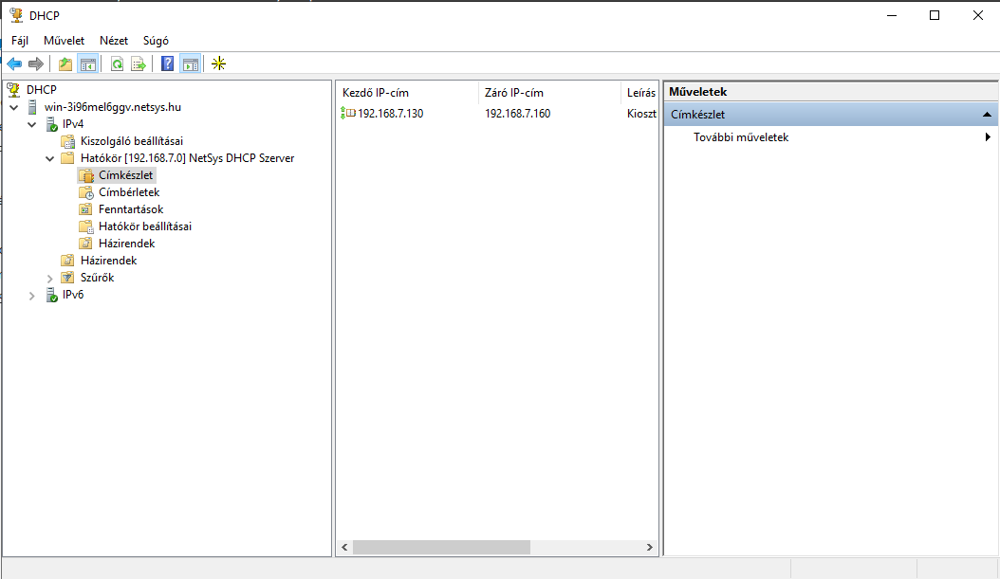 DHCP
Fájl Művelet Nézet Súgó
DHCP
win-3i96mel6ggv.netsys.hu
IPv4
Kiszolgáló beállításai
Hatókör [192.168.7.0] NetSys DHCP Szerver
Címkészlet
Címbérletek
Fenntartások
Hatókör beállításai
Házirendek
Házirendek
Szűrők
IPv6
Kezdő IP-cím Záró IP-cím Leírás
192.168.7.130 192.168.7.160 Kioszt
Műveletek
Címkészlet
További műveletek